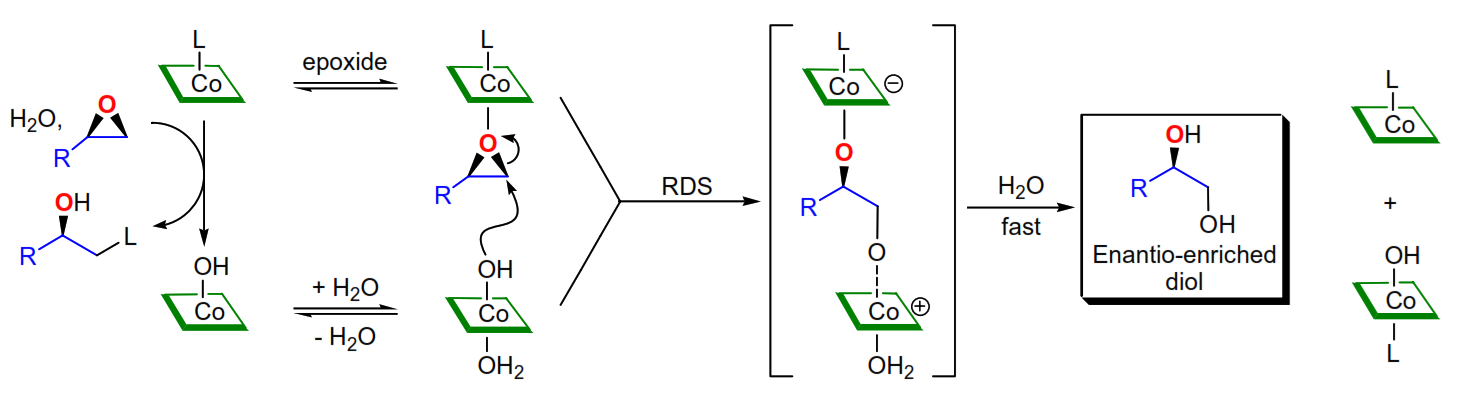 L
Co
epoxide
L
Co
L
Co
⊖
L
Co
H₂O,
O
R
O
R
O
R
OH
R
OH
Enantio-enriched
diol
RDS
H₂O
fast
+
OH
R
L
OH
Co
+ H₂O
- H₂O
OH
Co
OH₂
O
Co
⊕
OH₂
OH
Co
L